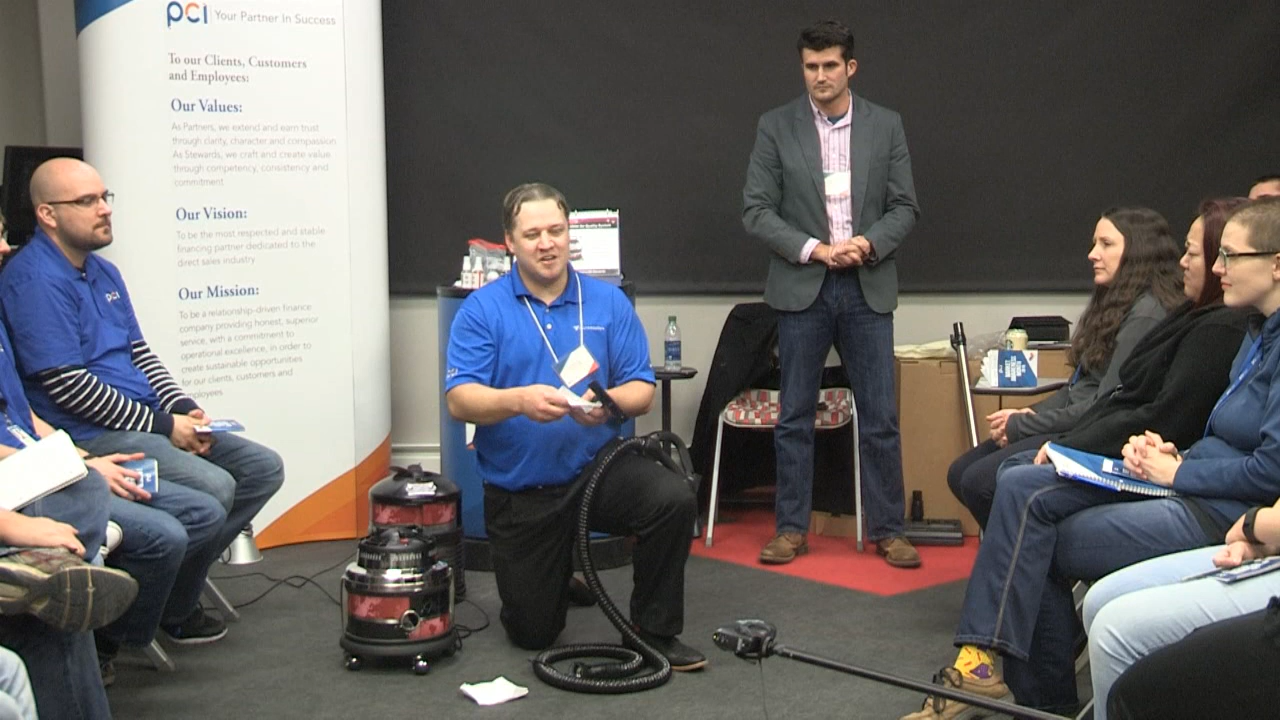 pci Your Partner In Success
To our Clients, Customers
and Employees:
Our Values:
As Partners, we extend and earn trust
through clarity, character and compassion
As Stewards, we craft and create value
through competency, consistency and
commitment
Our Vision:
To be the most respected and stable
financing partner dedicated to the
direct sales industry
Our Mission:
To be a relationship-driven finance
company providing honest, superior
service, with a commitment to
operational excellence, in order to
create sustainable opportunities
for our clients, customers and
employees
pci